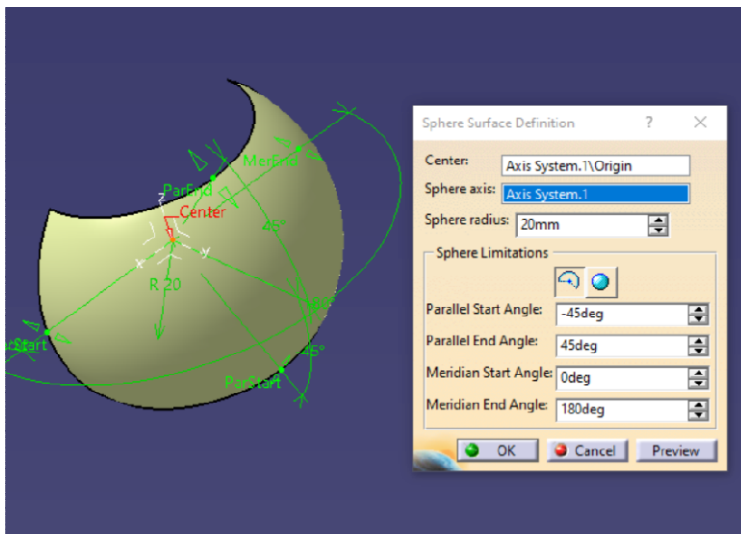 MerEnd
ParEnd
z
Center
45°
y
x
R 20
45°
ParStart
Sphere Surface Definition ? ×
Center: Axis System.1\Origin
Sphere axis: Axis System.1
Sphere radius: 20mm
Sphere Limitations
Parallel Start Angle: -45deg
Parallel End Angle: 45deg
Meridian Start Angle: 0deg
Meridian End Angle: 180deg
OK Cancel Preview